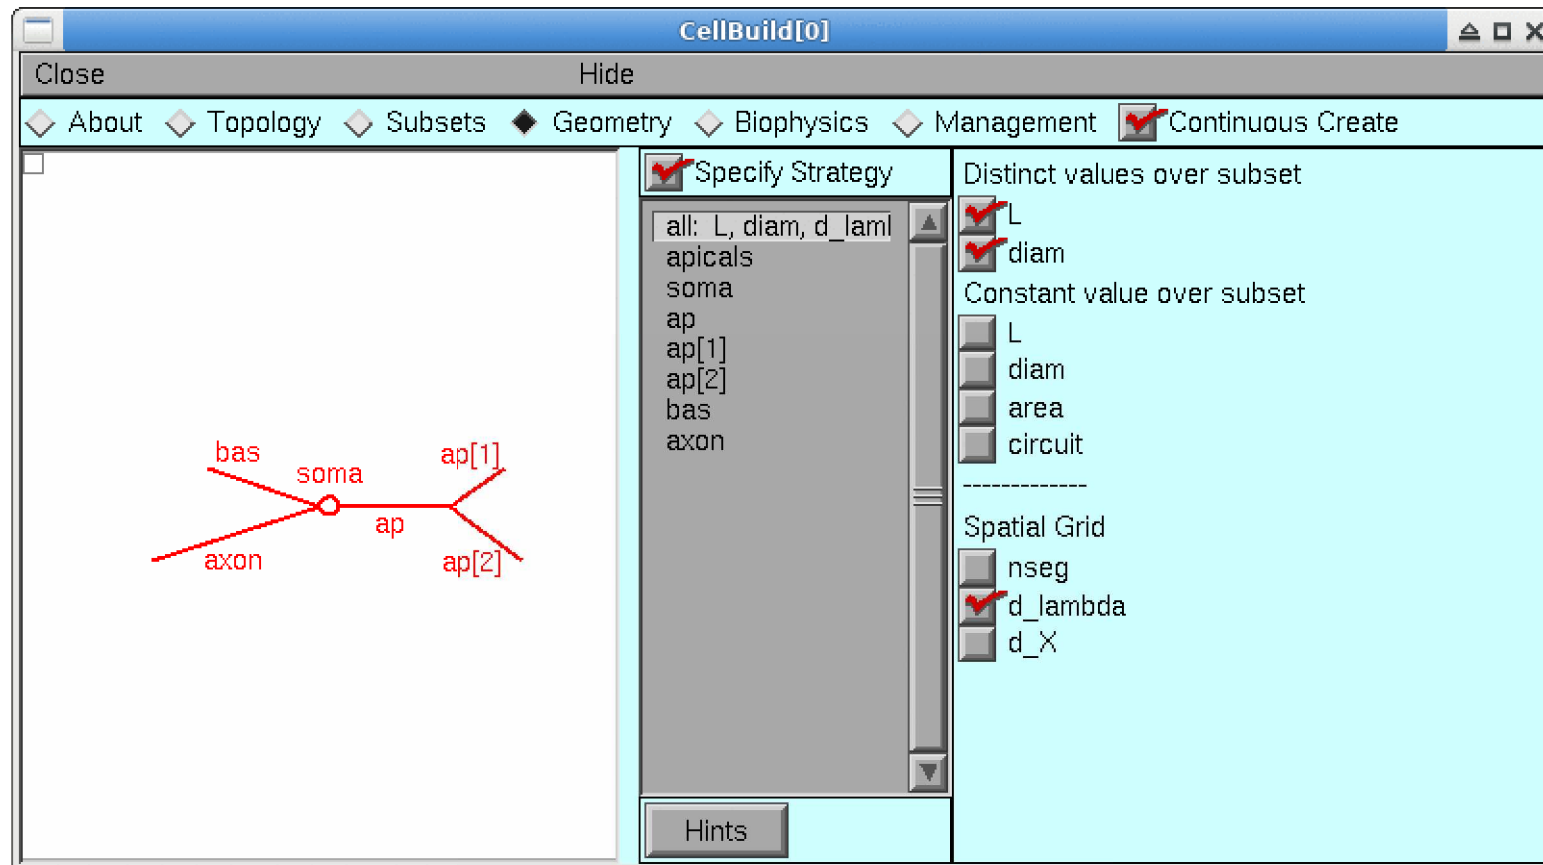 CellBuild[0]
Close Hide
About Topology Subsets Geometry Biophysics Management Continuous Create
bas
soma
ap[1]
ap
axon
ap[2]
Specify Strategy
all: L, diam, d_laml
apicals
soma
ap
ap[1]
ap[2]
bas
axon
Hints
Distinct values over subset
L
diam
Constant value over subset
L
diam
area
circuit
-------------
Spatial Grid
nseg
d_lambda
d_X